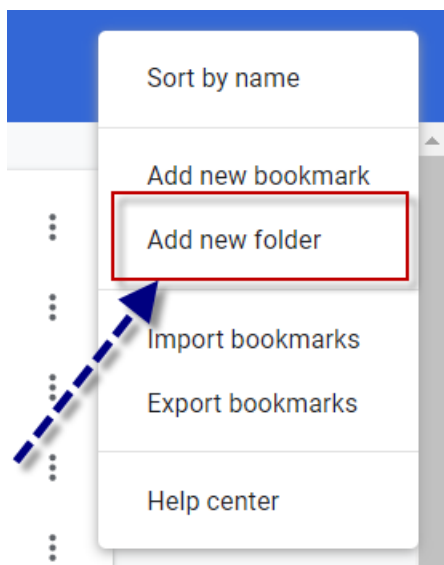 Sort by name
Add new bookmark
Add new folder
Import bookmarks
Export bookmarks
Help center